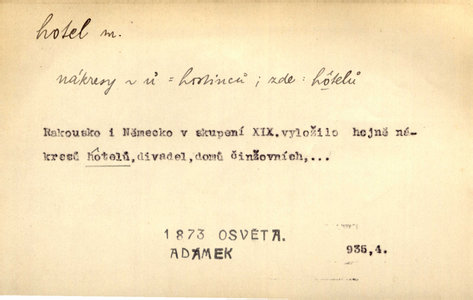 hotel m.
nákresy ~ ů = hostinců ; zde : hôtelů
Rakousko i Německo v skupení XIX.vyložilo hojně ná-
kresů hôtelů,divadel,domů činžovních,...
1873 OSVĚTA.
ADÁMEK 935,4.